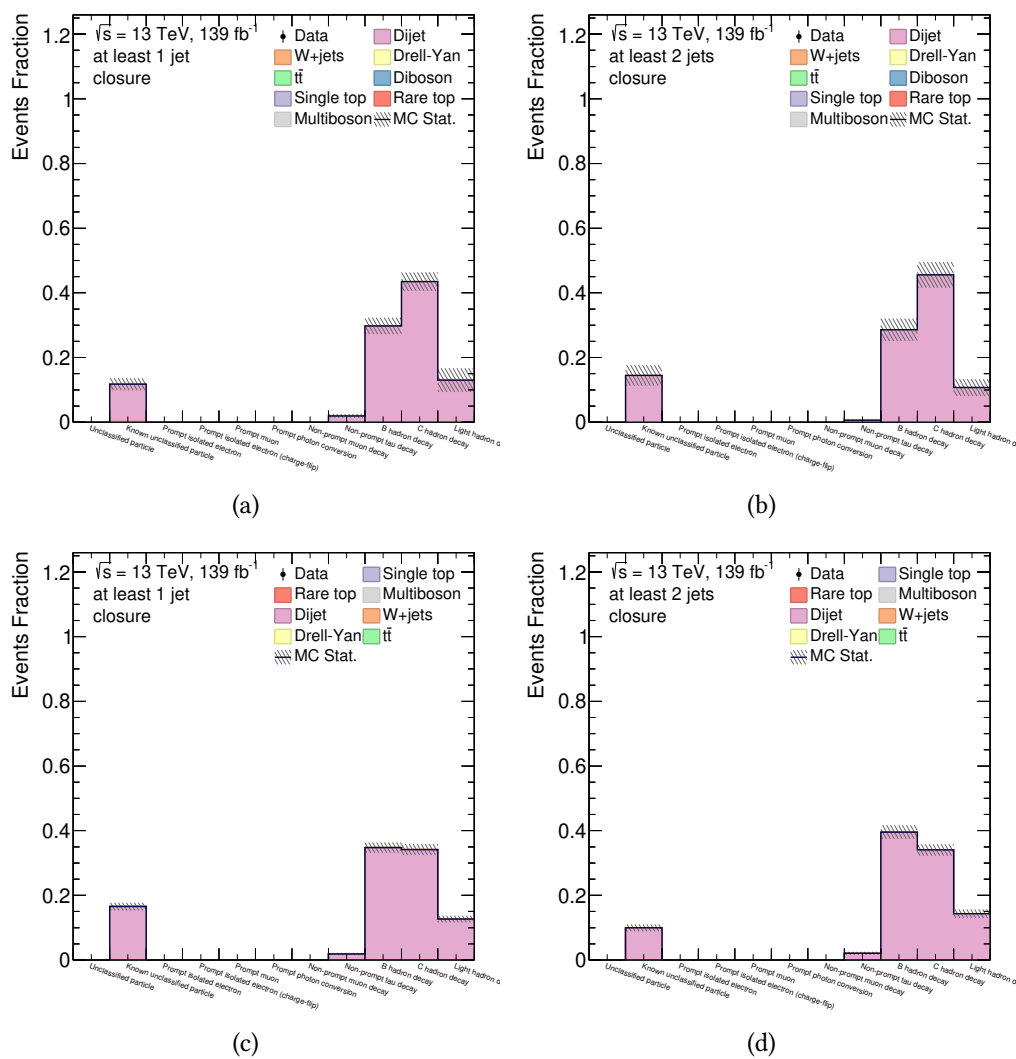 Events Fraction
√s = 13 TeV, 139 fb-1
at least 1 jet
closure
Data
W+jets
tt̄
Single top
Multiboson
Dijet
Drell-Yan
Diboson
Rare top
MC Stat.
1.2
1
0.8
0.6
0.4
0.2
0
Unclassified particle
Known unclassified particle
Prompt isolated electron
Prompt isolated electron (charge-flip)
Prompt muon
Prompt photon conversion
Non-prompt muon decay
Non-prompt tau decay
B hadron decay
C hadron decay
Light hadron d
(a)
Events Fraction
√s = 13 TeV, 139 fb-1
at least 2 jets
closure
Data
W+jets
tt̄
Single top
Multiboson
Dijet
Drell-Yan
Diboson
Rare top
MC Stat.
1.2
1
0.8
0.6
0.4
0.2
0
Unclassified particle
Known unclassified particle
Prompt isolated electron
Prompt isolated electron (charge-flip)
Prompt muon
Prompt photon conversion
Non-prompt muon decay
Non-prompt tau decay
B hadron decay
C hadron decay
Light hadron d
(b)
Events Fraction
√s = 13 TeV, 139 fb-1
at least 1 jet
closure
Data
Rare top
Dijet
Drell-Yan
MC Stat.
Single top
Multiboson
W+jets
tt̄
1.2
1
0.8
0.6
0.4
0.2
0
Unclassified particle
Known unclassified particle
Prompt isolated electron
Prompt isolated electron (charge-flip)
Prompt muon
Prompt photon conversion
Non-prompt muon decay
Non-prompt tau decay
B hadron decay
C hadron decay
Light hadron d
(c)
Events Fraction
√s = 13 TeV, 139 fb-1
at least 2 jets
closure
Data
Rare top
Dijet
Drell-Yan
MC Stat.
Single top
Multiboson
W+jets
tt̄
1.2
1
0.8
0.6
0.4
0.2
0
Unclassified particle
Known unclassified particle
Prompt isolated electron
Prompt isolated electron (charge-flip)
Prompt muon
Prompt photon conversion
Non-prompt muon decay
Non-prompt tau decay
B hadron decay
C hadron decay
Light hadron d
(d)